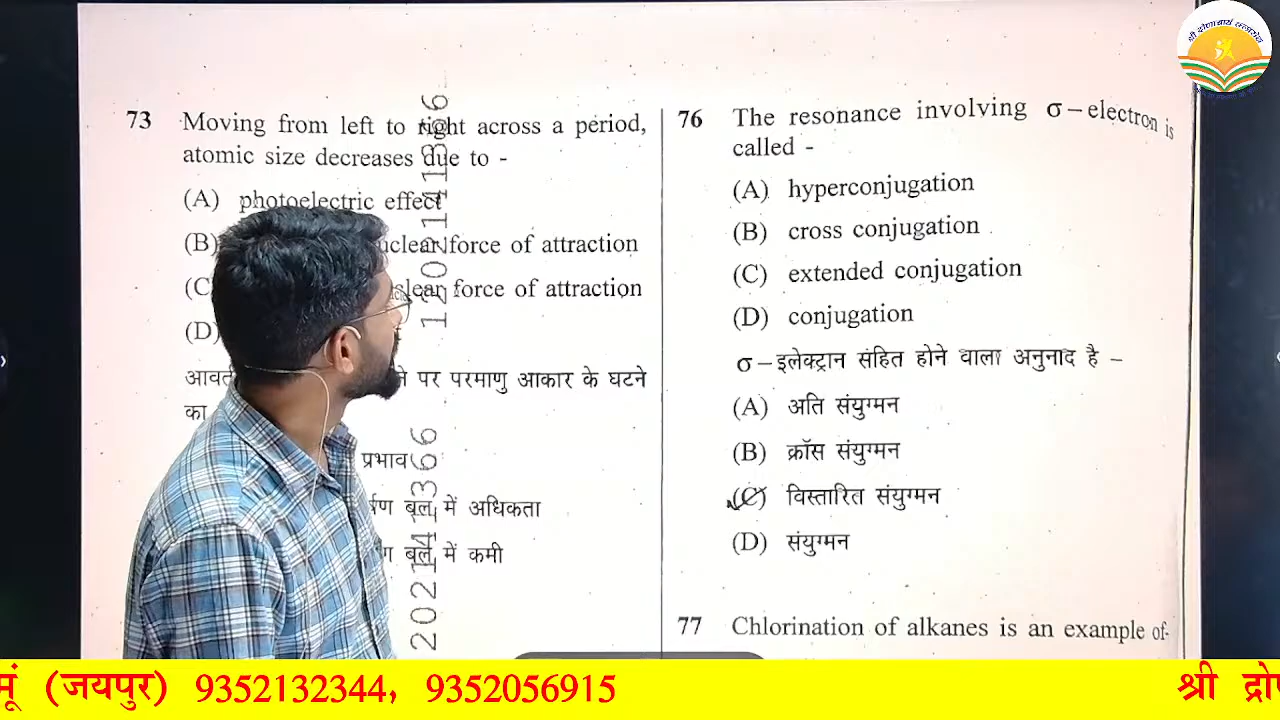 73 Moving from left to right across a period,
atomic size decreases due to -
(A) photoelectric effect
(B) force of attraction
force of attraction
(D)
पर परमाणु आकार के घटने
का
प्रभाव
बल में अधिकता
बल में कमी
1202141366
202141366
76 The resonance involving σ – electron is
called -
(A) hyperconjugation
(B) cross conjugation
(C) extended conjugation
(D) conjugation
σ – इलेक्ट्रान संहित होने वाला अनुनाद है –
(A) अति संयुग्मन
(B) क्रॉस संयुग्मन
(C) विस्तारित संयुग्मन
(D) संयुग्मन
77 Chlorination of alkanes is an example of-
श्री द्रोणाचार्य
(जयपुर) 9352132344, 9352056915
श्री